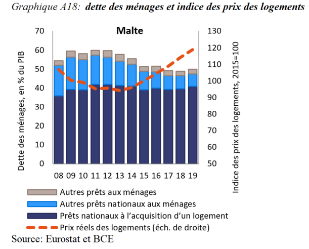 Graphique A18: dette des ménages et indice des prix des logements
Malte
70
60
50
40
30
20
10
0
130
120
110
100
90
80
70
60
50
Dette des ménages, en % du PIB
Indice des prix des logements, 2015=100
08 09 10 11 12 13 14 15 16 17 18 19
Autres prêts aux ménages
Autres prêts nationaux aux ménages
Prêts nationaux à l'acquisition d'un logement
Prix réels des logements (éch. de droite)
Source: Eurostat et BCE